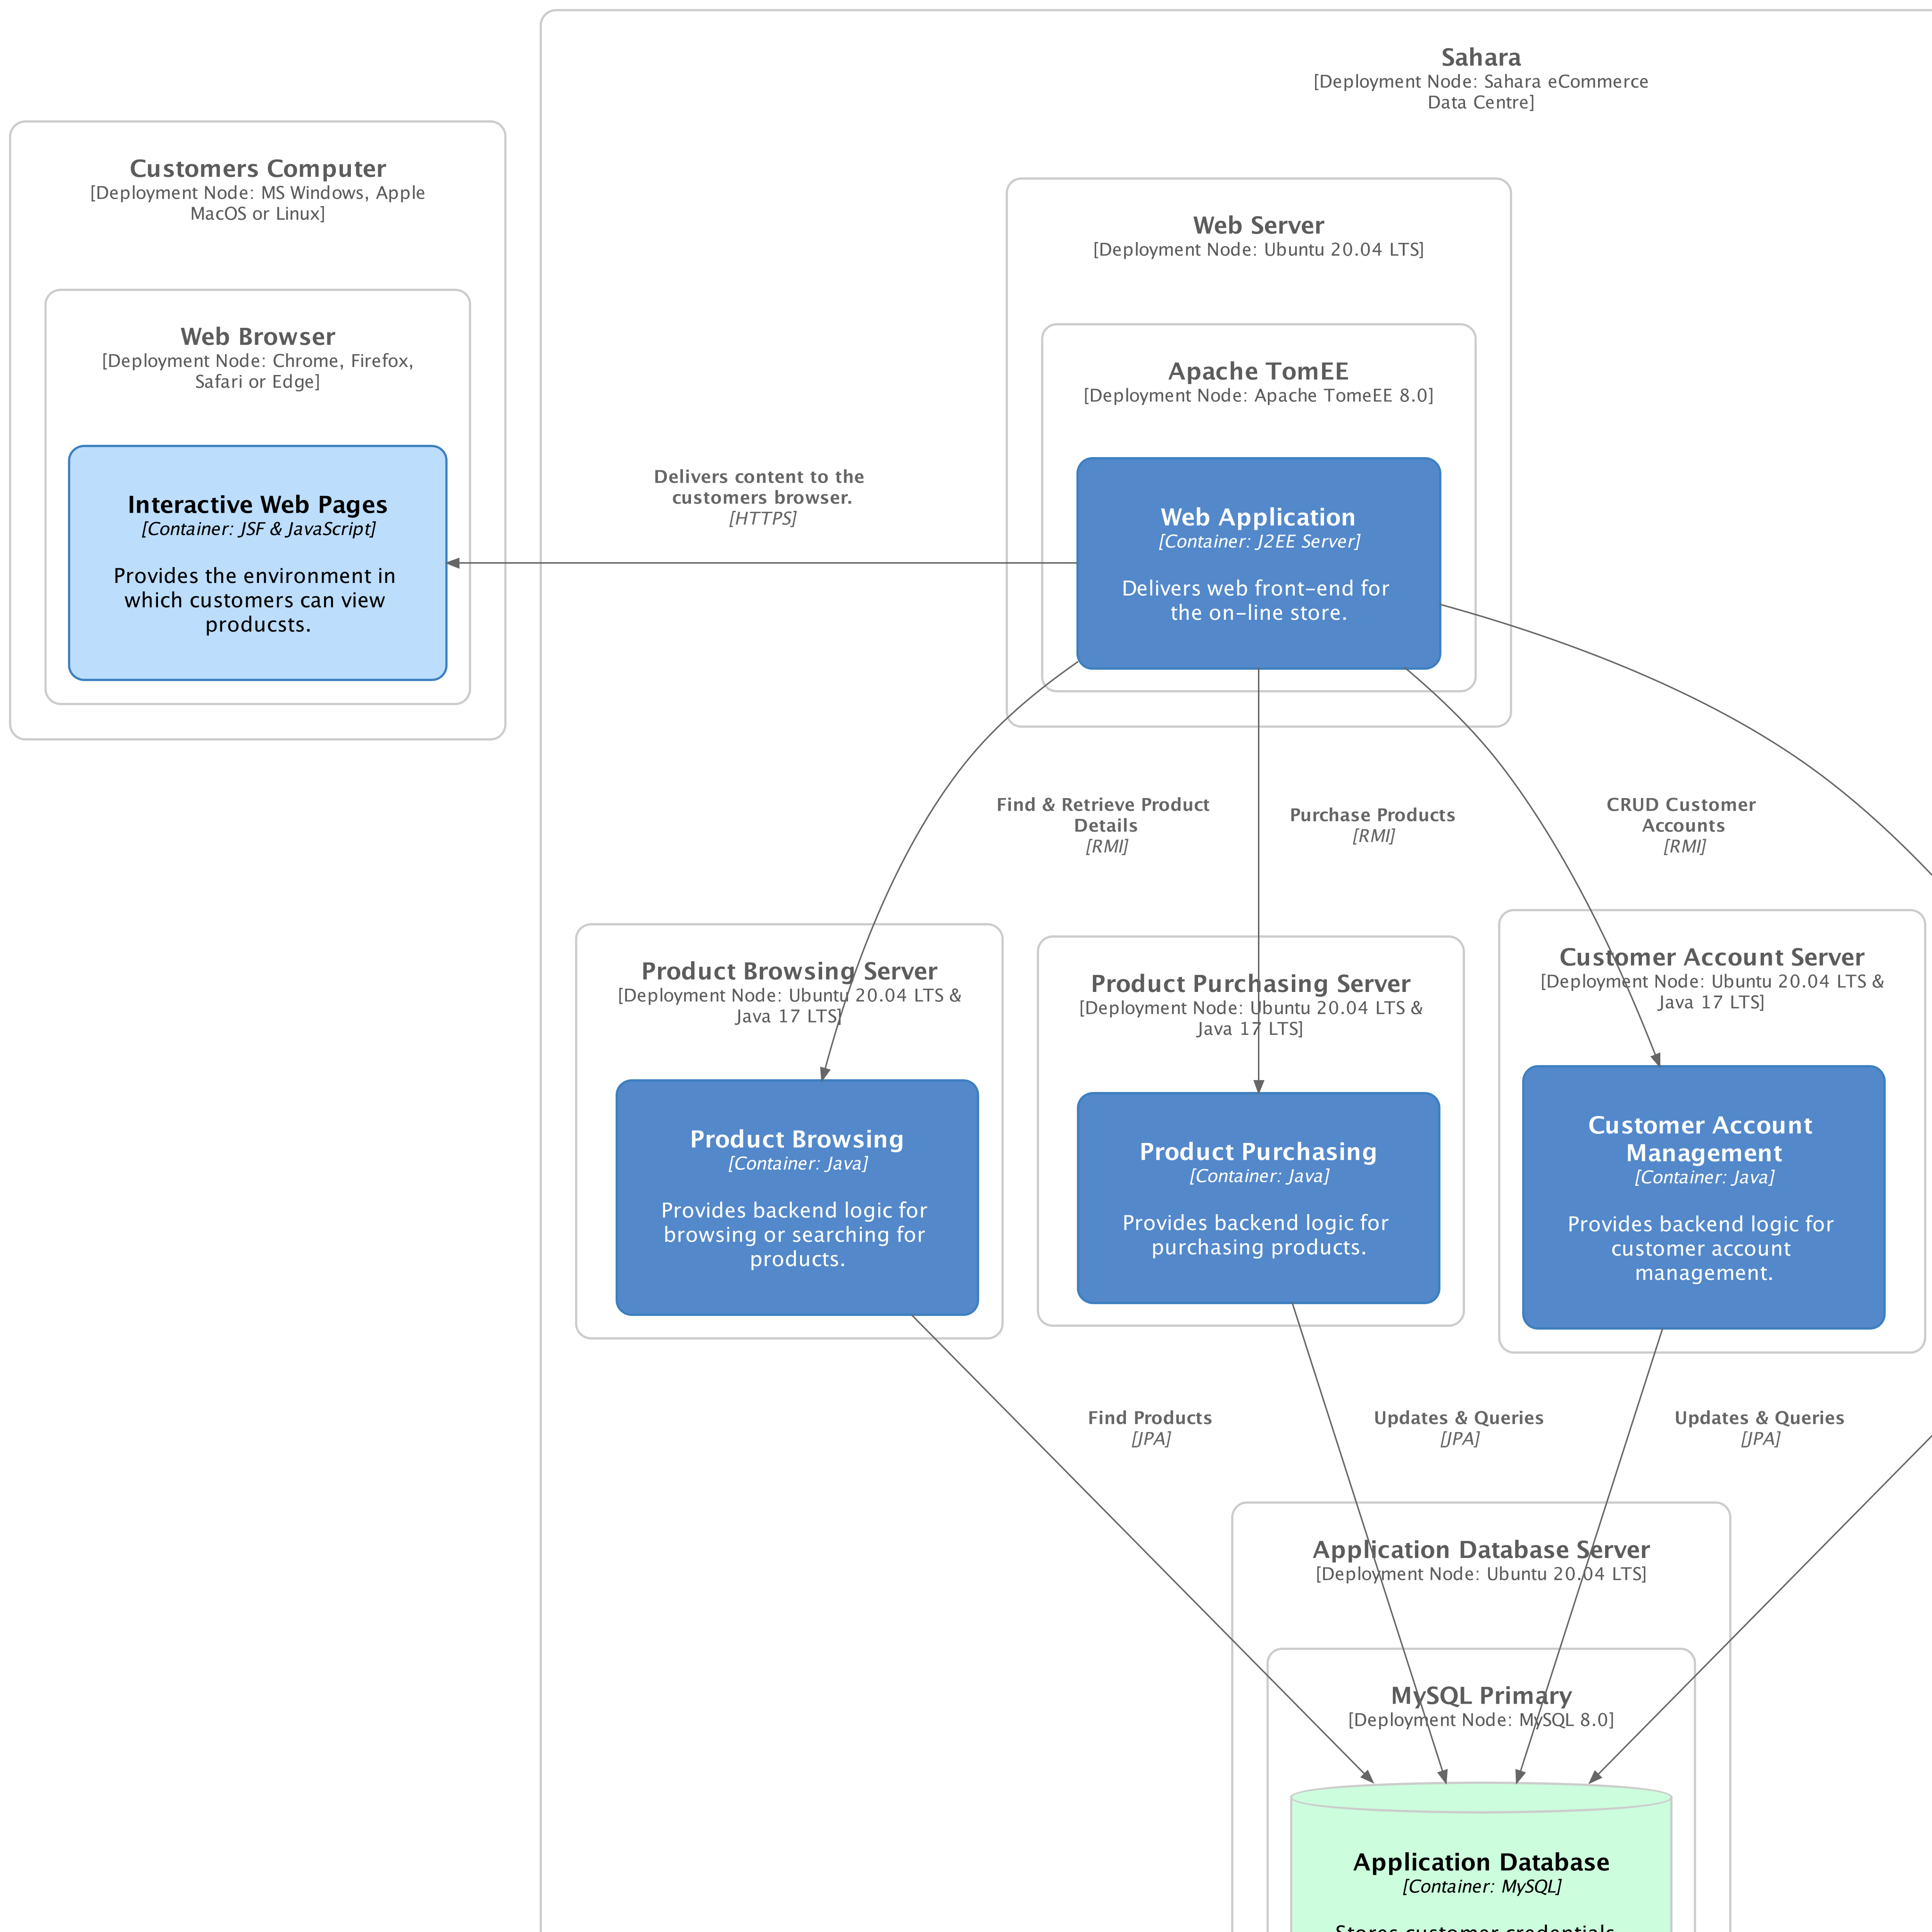 Sahara
[Deployment Node: Sahara eCommerce
Data Centre]
Customers Computer
[Deployment Node: MS Windows, Apple
MacOS or Linux]
Web Browser
[Deployment Node: Chrome, Firefox,
Safari or Edge]
Interactive Web Pages
[Container: JSF & JavaScript]
Provides the environment in
which customers can view
producsts.
Delivers content to the
customers browser.
[HTTPS]
Web Server
[Deployment Node: Ubuntu 20.04 LTS]
Apache TomEE
[Deployment Node: Apache TomeEE 8.0]
Web Application
[Container: J2EE Server]
Delivers web front-end for
the on-line store.
Find & Retrieve Product
Details
[RMI]
Purchase Products
[RMI]
CRUD Customer
Accounts
[RMI]
Product Browsing Server
[Deployment Node: Ubuntu 20.04 LTS &
Java 17 LTS]
Product Browsing
[Container: Java]
Provides backend logic for
browsing or searching for
products.
Product Purchasing Server
[Deployment Node: Ubuntu 20.04 LTS &
Java 17 LTS]
Product Purchasing
[Container: Java]
Provides backend logic for
purchasing products.
Customer Account Server
[Deployment Node: Ubuntu 20.04 LTS &
Java 17 LTS]
Customer Account
Management
[Container: Java]
Provides backend logic for
customer account
management.
Find Products
[JPA]
Updates & Queries
[JPA]
Updates & Queries
[JPA]
Application Database Server
[Deployment Node: Ubuntu 20.04 LTS]
MySQL Primary
[Deployment Node: MySQL 8.0]
Application Database
[Container: MySQL]
Stores customer credentials